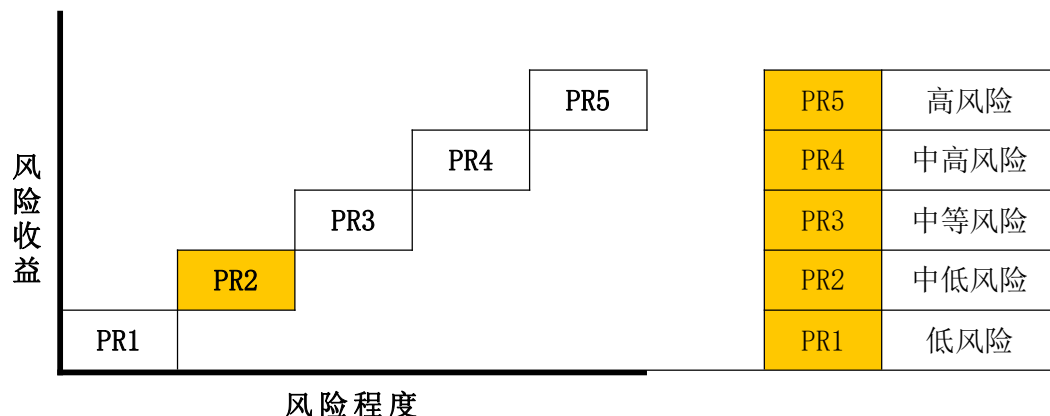 风险收益
PR5
PR4
PR3
PR2
PR1
风险程度
PR5 高风险
PR4 中高风险
PR3 中等风险
PR2 中低风险
PR1 低风险